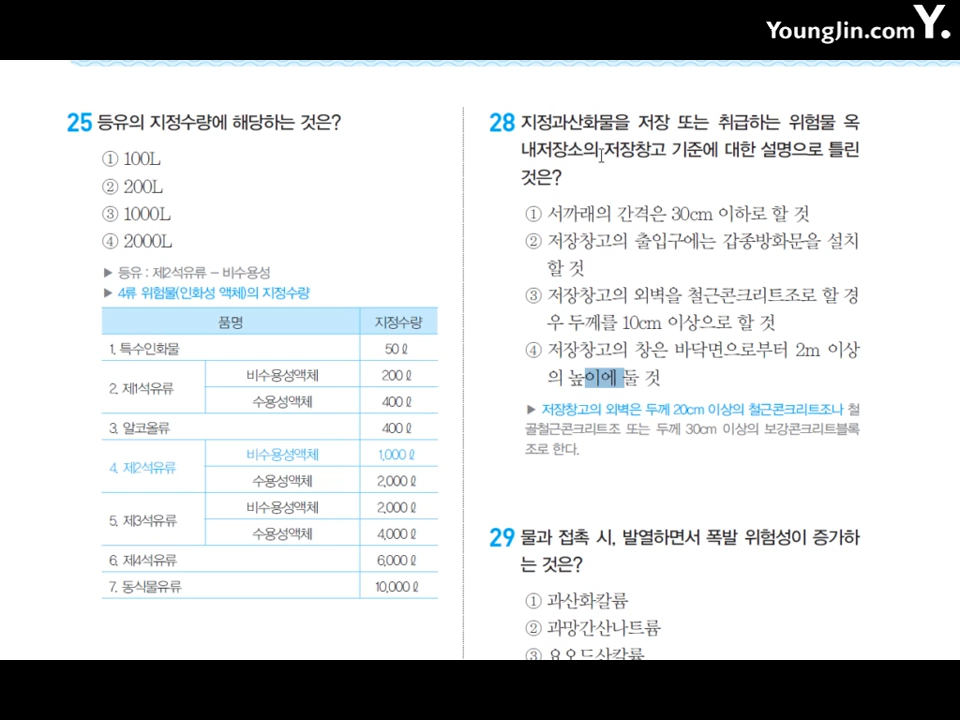 YoungJin.com Y.
25 등유의 지정수량에 해당하는 것은?
① 100L
② 200L
③ 1000L
④ 2000L
▶ 등유 : 제2석유류 – 비수용성
▶ 4류 위험물(인화성 액체)의 지정수량
품명 지정수량
1. 특수인화물 50ℓ
2. 제1석유류 비수용성액체 200ℓ
수용성액체 400ℓ
3. 알코올류 400ℓ
4. 제2석유류 비수용성액체 1,000ℓ
수용성액체 2,000ℓ
5. 제3석유류 비수용성액체 2,000ℓ
수용성액체 4,000ℓ
6. 제4석유류 6,000ℓ
7. 동식물유류 10,000ℓ
28 지정과산화물을 저장 또는 취급하는 위험물 옥
내저장소의 저장창고 기준에 대한 설명으로 틀린
것은?
① 서까래의 간격은 30cm 이하로 할 것
② 저장창고의 출입구에는 갑종방화문을 설치
할 것
③ 저장창고의 외벽을 철근콘크리트조로 할 경
우 두께를 10cm 이상으로 할 것
④ 저장창고의 창은 바닥면으로부터 2m 이상
의 높이에 둘 것
▶ 저장창고의 외벽은 두께 20cm 이상의 철근콘크리트조나 철
골철근콘크리트조 또는 두께 30cm 이상의 보강콘크리트블록
조로 한다.
29 물과 접촉 시, 발열하면서 폭발 위험성이 증가하
는 것은?
① 과산화칼륨
② 과망간산나트륨
③ 요오드산칼륨